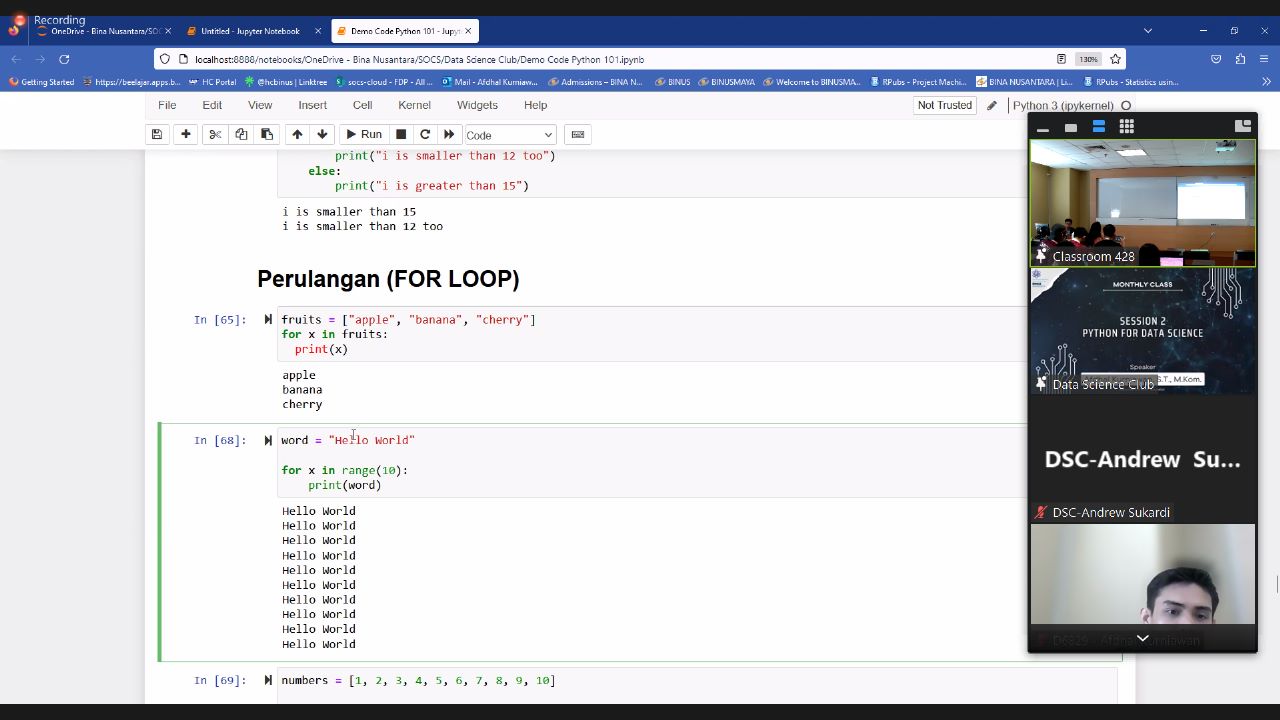 Recording
OneDrive - Bina Nusantara/SOC
Untitled - Jupyter Notebook
Demo Code Python 101 - Jupyt
localhost:8888/notebooks/OneDrive - Bina Nusantara/SOCS/Data Science Club/Demo Code Python 101.ipynb
130%
Getting Started
https://beelajar.apps.b...
HC Portal
@hcbinus | Linktree
socs-cloud - FDP - All ...
Mail - Afdhal Kurniaw...
Admissions – BINA N...
BINUS
BINUSMAYA
Welcome to BINUSMA...
RPubs - Project Machi...
BINA NUSANTARA | Li...
RPubs - Statistics usin...
File Edit View Insert Cell Kernel Widgets Help
Not Trusted
Python 3 (ipykernel)
Run
Code
print("i is smaller than 12 too")
else:
print("i is greater than 15")
i is smaller than 15
i is smaller than 12 too
Perulangan (FOR LOOP)
In [65]:
fruits = ["apple", "banana", "cherry"]
for x in fruits:
print(x)
apple
banana
cherry
In [68]:
word = "Hello World"
for x in range(10):
print(word)
Hello World
Hello World
Hello World
Hello World
Hello World
Hello World
Hello World
Hello World
Hello World
Hello World
In [69]:
numbers = [1, 2, 3, 4, 5, 6, 7, 8, 9, 10]
Classroom 428
MONTHLY CLASS
SESSION 2
PYTHON FOR DATA SCIENCE
Speaker
S.T., M.Kom.
Data Science Club
DSC-Andrew Su...
DSC-Andrew Sukardi